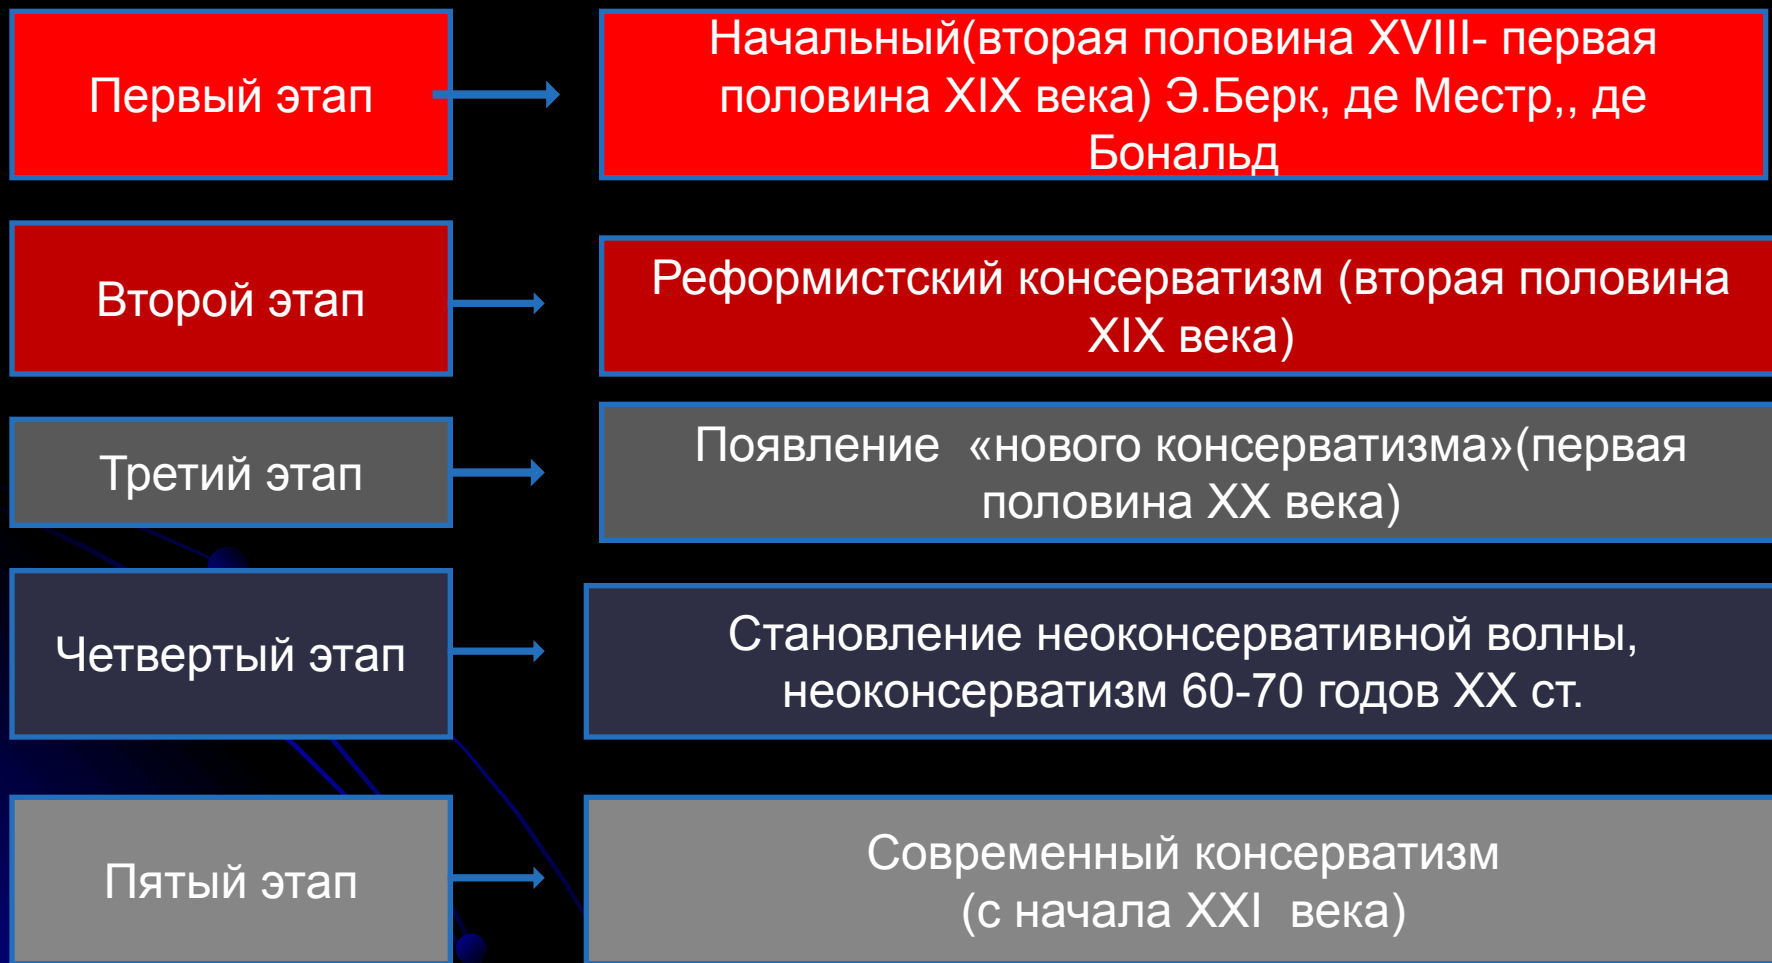 Первый этап
Начальный(вторая половина XVIII- первая
половина XIX века) Э.Берк, де Местр,, де
Бональд
Второй этап
Реформистский консерватизм (вторая половина
XIX века)
Третий этап
Появление  «нового консерватизма»(первая
половина XX века)
Четвертый этап
Становление неоконсервативной волны,
неоконсерватизм 60-70 годов XX ст.
Пятый этап
Современный консерватизм
(с начала XXI  века)